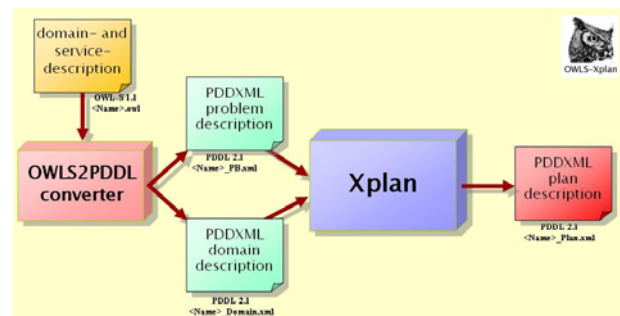 domain- and
service-
description
OWL-S 1.1
<Name>.owl
OWLS2PDDL
converter
PDDXML
problem
description
PDDL 2.1
<Name>_PB.xml
PDDXML
domain
description
PDDL 2.1
<Name>_Domain.xml
Xplan
OWLS-Xplan
PDDXML
plan
description
PDDL 2.1
<Name>_Plan.xml